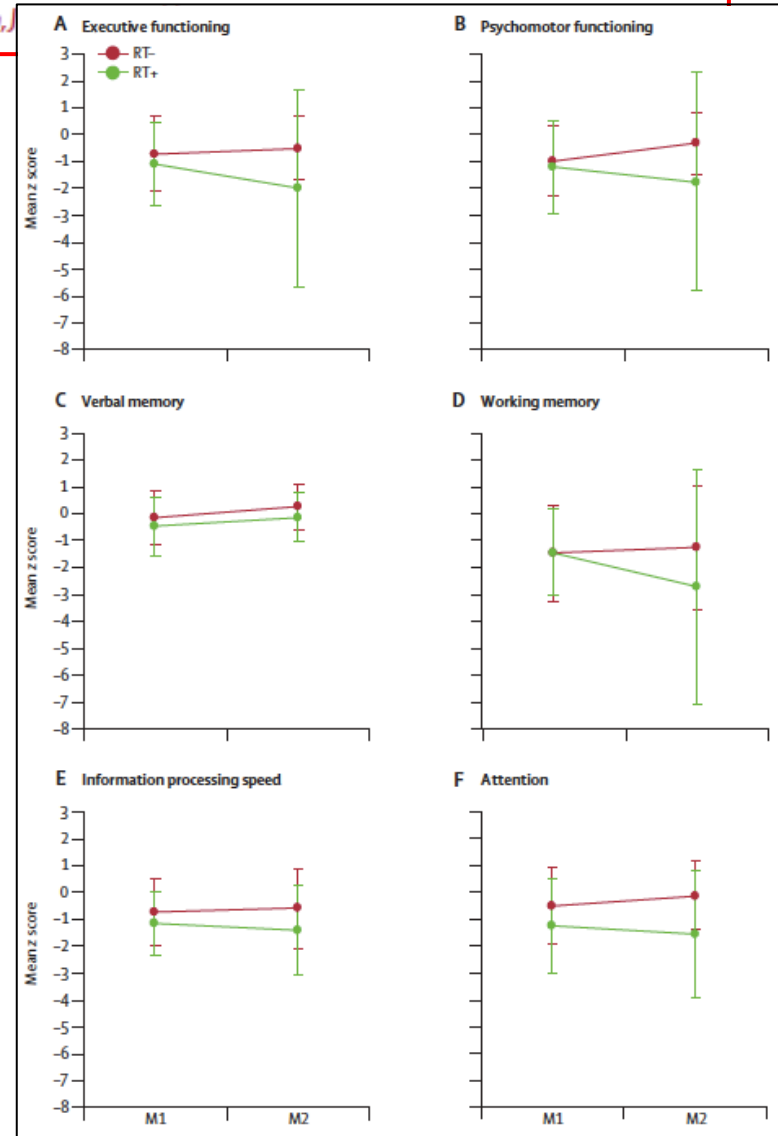 A Executive functioning
RT–
RT+
Mean z score
3
2
1
0
–1
–2
–3
–4
–5
–6
–7
–8
B Psychomotor functioning
C Verbal memory
Mean z score
3
2
1
0
–1
–2
–3
–4
–5
–6
–7
–8
D Working memory
E Information processing speed
Mean z score
3
2
1
0
–1
–2
–3
–4
–5
–6
–7
–8
M1 M2
F Attention
M1 M2